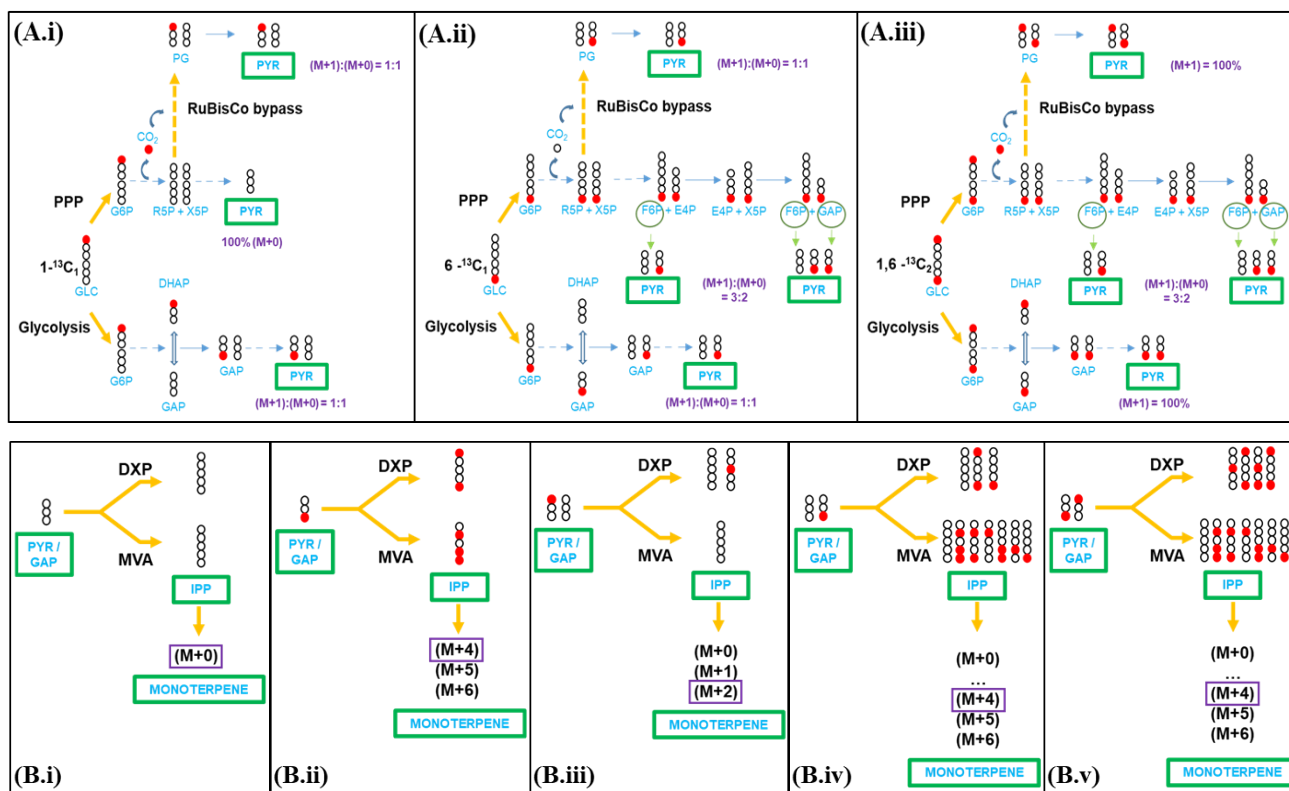 (A.i)
PG
PYR
(M+1):(M+0) = 1:1
RuBisCo bypass
CO2
PPP
G6P
R5P + X5P
PYR
100% (M+0)
1-¹³C₁
GLC
DHAP
Glycolysis
G6P
GAP
GAP
PYR
(M+1):(M+0) = 1:1
(A.ii)
PG
PYR
(M+1):(M+0) = 1:1
RuBisCo bypass
CO2
PPP
G6P
R5P + X5P
F6P + E4P
E4P + X5P
F6P + GAP
6 -¹³C₁
GLC
DHAP
PYR
(M+1):(M+0)
= 3:2
PYR
Glycolysis
G6P
GAP
GAP
PYR
(M+1):(M+0) = 1:1
(A.iii)
PG
PYR
(M+1) = 100%
RuBisCo bypass
CO2
PPP
G6P
R5P + X5P
F6P + E4P
E4P + X5P
F6P + GAP
1,6 -¹³C₂
GLC
DHAP
PYR
(M+1):(M+0)
= 3:2
PYR
Glycolysis
G6P
GAP
GAP
PYR
(M+1) = 100%
DXP
MVA
PYR /
GAP
IPP
(M+0)
MONOTERPENE
(B.i)
DXP
MVA
PYR /
GAP
IPP
(M+4)
(M+5)
(M+6)
MONOTERPENE
(B.ii)
DXP
MVA
PYR /
GAP
IPP
(M+0)
(M+1)
(M+2)
MONOTERPENE
(B.iii)
DXP
MVA
PYR /
GAP
IPP
(M+0)
...
(M+4)
(M+5)
(M+6)
MONOTERPENE
(B.iv)
DXP
MVA
PYR /
GAP
IPP
(M+0)
...
(M+4)
(M+5)
(M+6)
MONOTERPENE
(B.v)